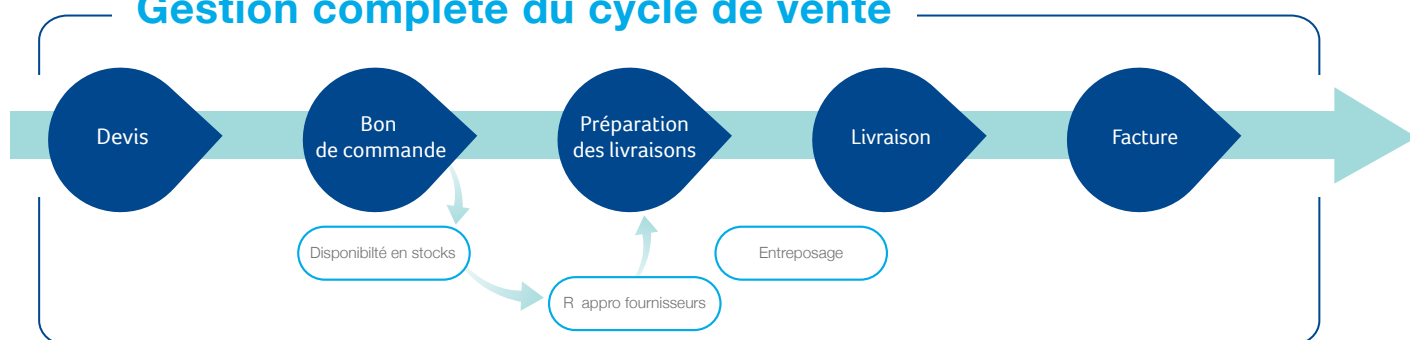 Gestion complète du cycle de vente
Devis
Bon
de commande
Préparation
des livraisons
Livraison
Facture
Disponibilté en stocks
Entreposage
R appro fournisseurs